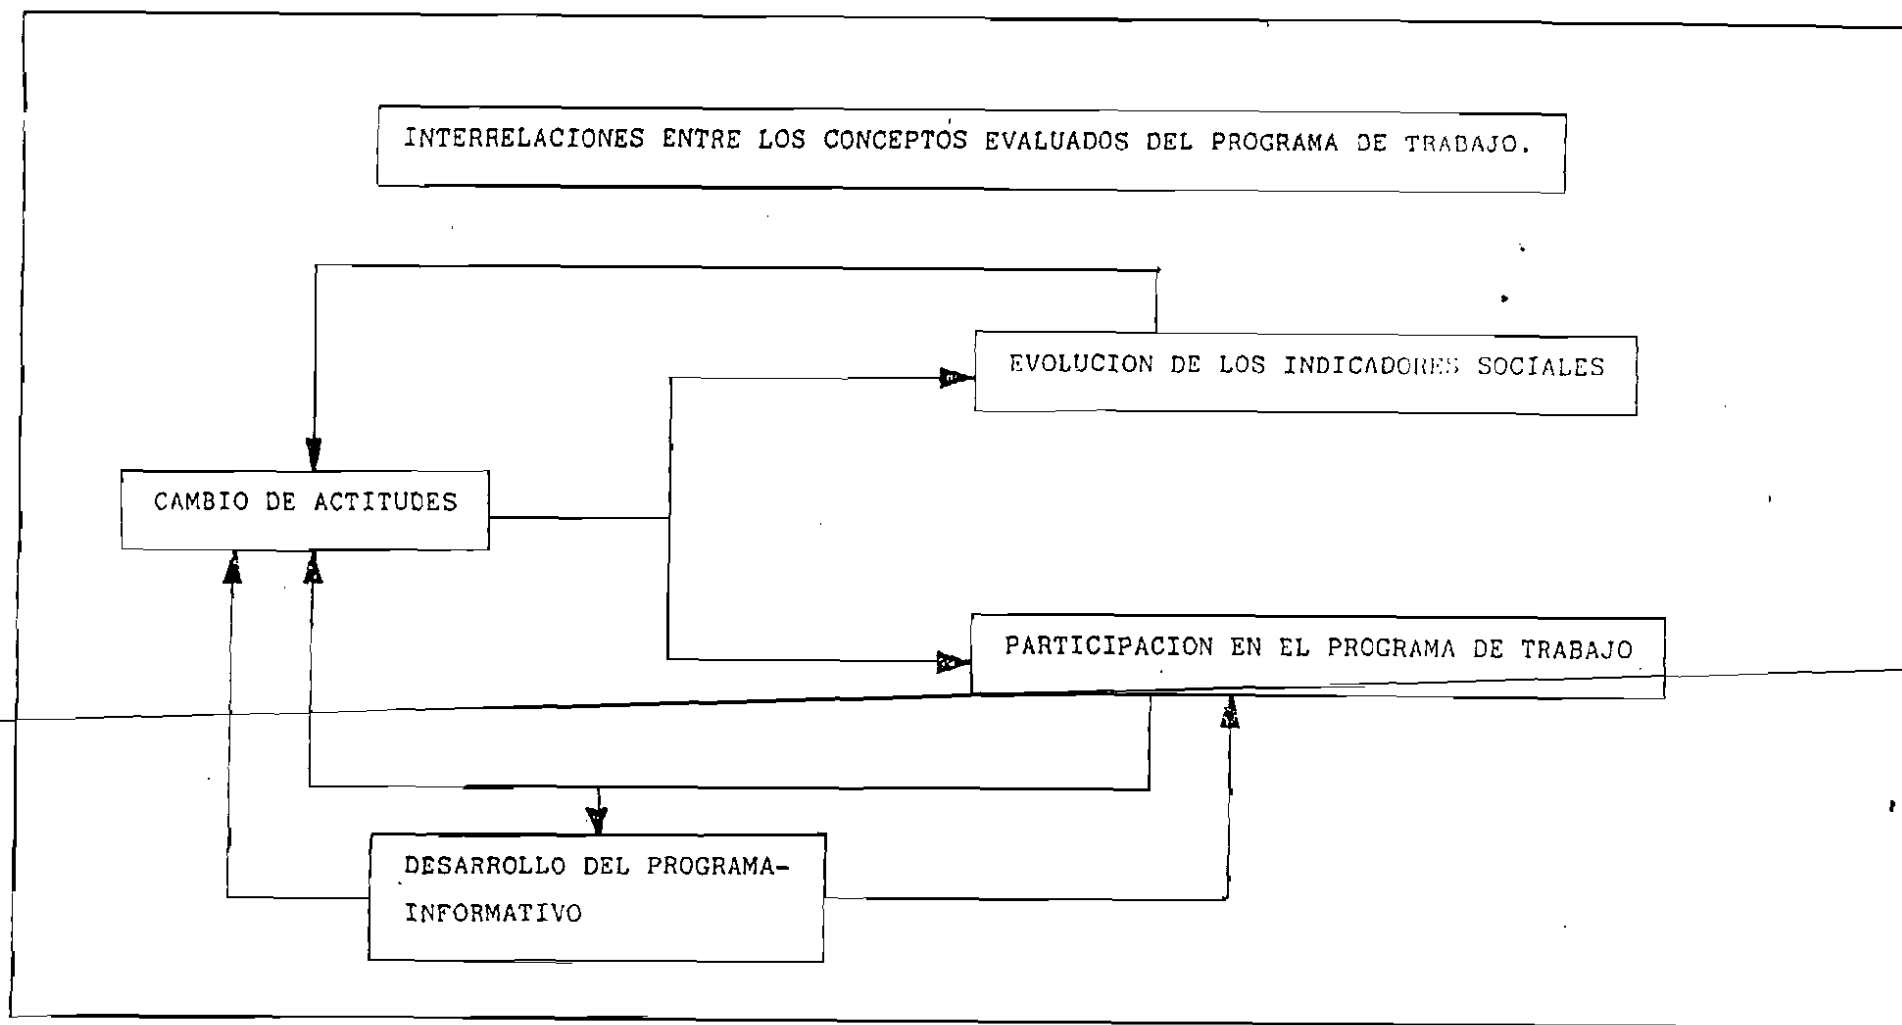 INTERRELACIONES ENTRE LOS CONCEPTOS EVALUADOS DEL PROGRAMA DE TRABAJO.
EVOLUCION DE LOS INDICADORES SOCIALES
CAMBIO DE ACTITUDES
PARTICIPACION EN EL PROGRAMA DE TRABAJO
DESARROLLO DEL PROGRAMA-
INFORMATIVO